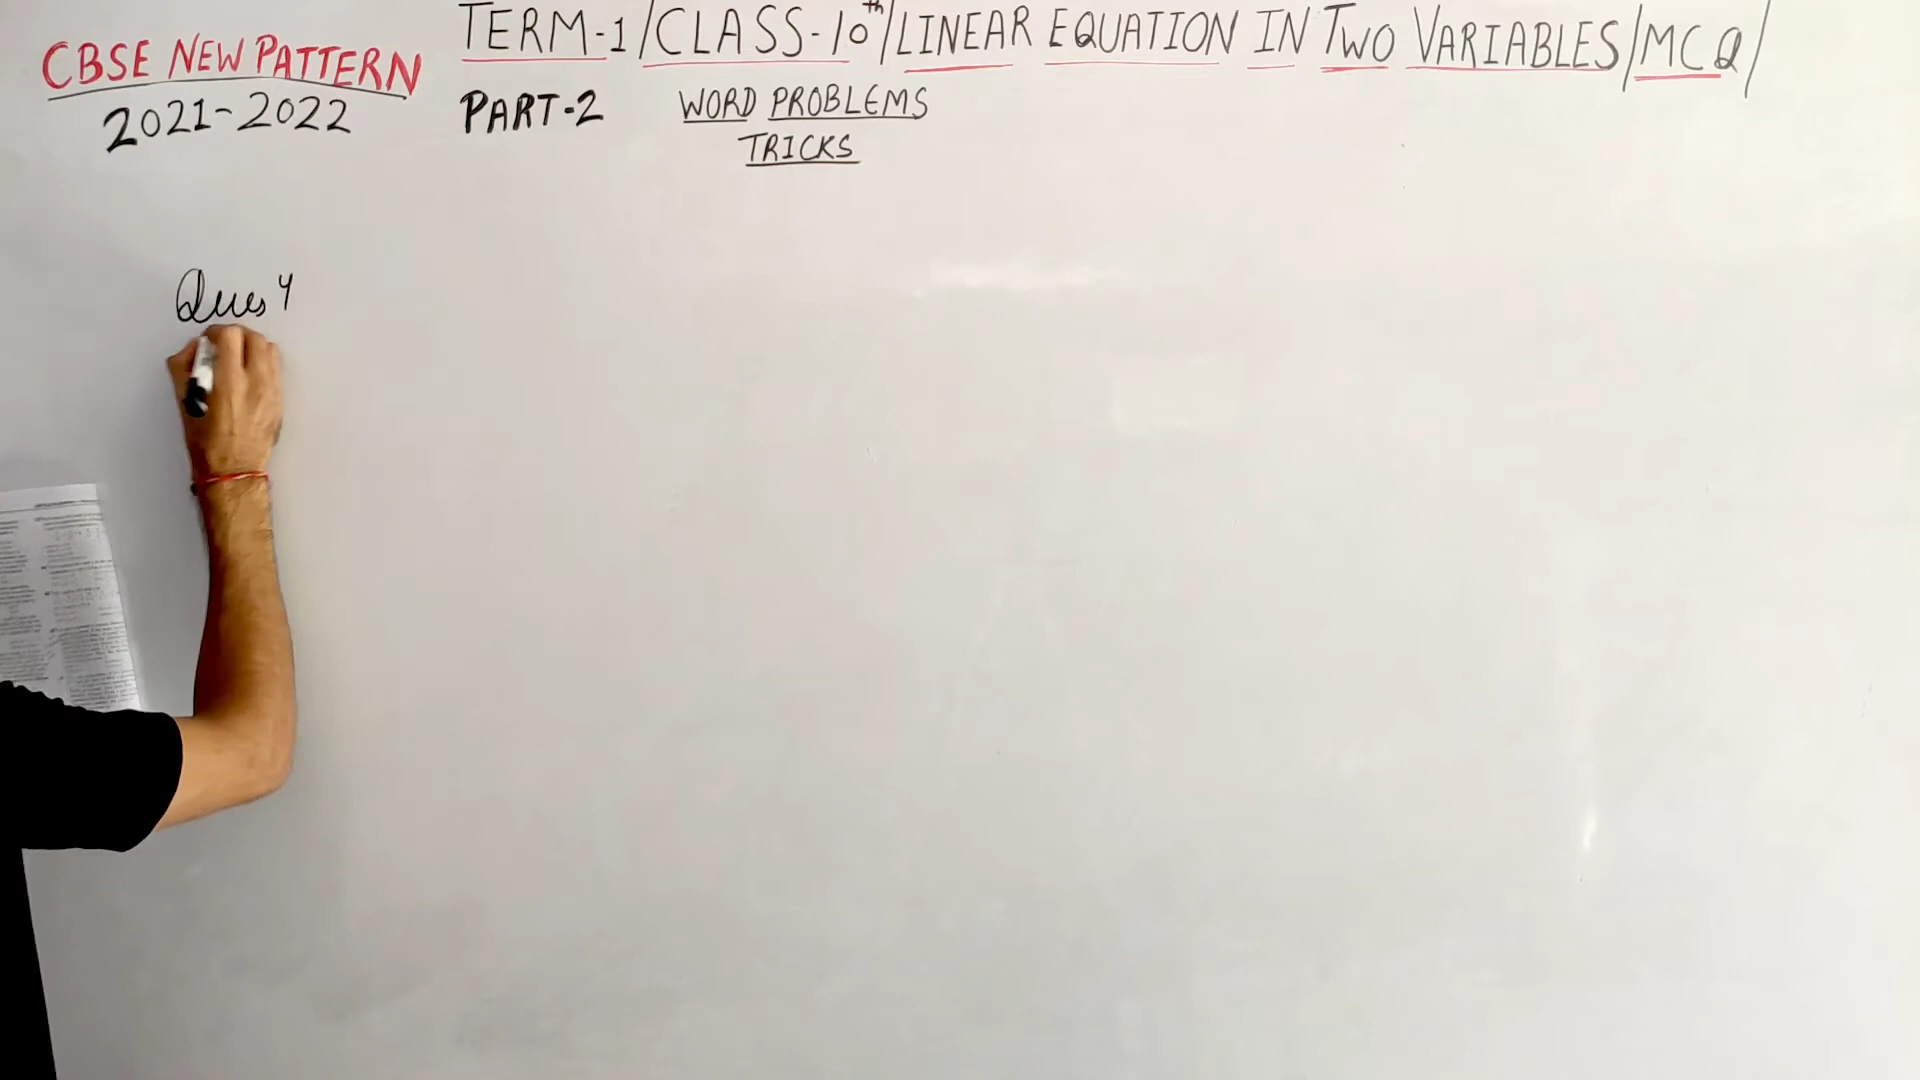 CBSE NEW PATTERN
2021-2022
TERM-1/CLASS-10th/LINEAR EQUATION IN TWO VARIABLES/MCQ/
PART-2
WORD PROBLEMS
TRICKS
Ques 4